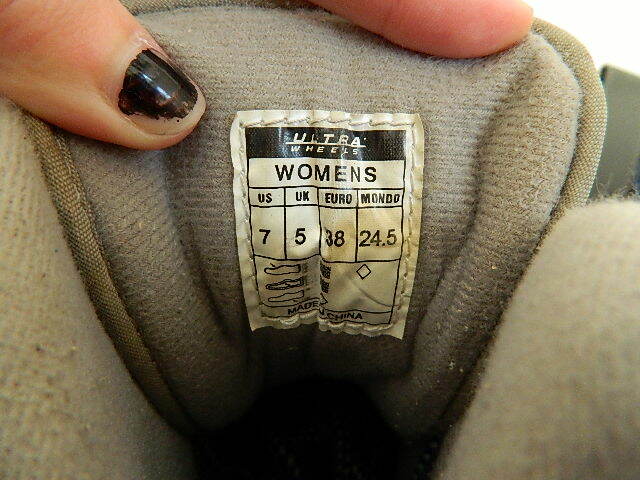 ULTRA
WHEELS
WOMENS
US UK EURO MONDO
7 5 38 24.5
MADE IN CHINA